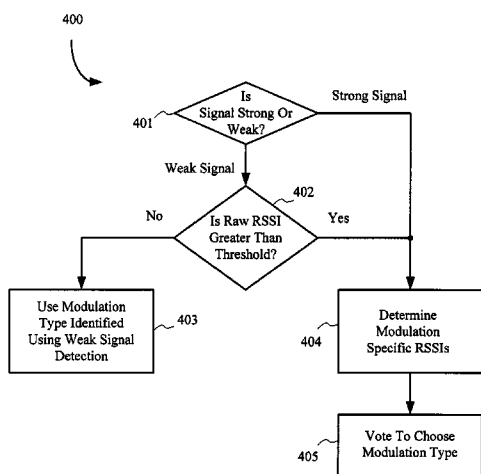 400
Is
Signal Strong Or
Weak?
401
Strong Signal
Weak Signal
402
No
Is Raw RSSI
Greater Than
Threshold?
Yes
Use Modulation
Type Identified
Using Weak Signal
Detection
403
Determine
Modulation
Specific RSSIs
404
Vote To Choose
Modulation Type
405